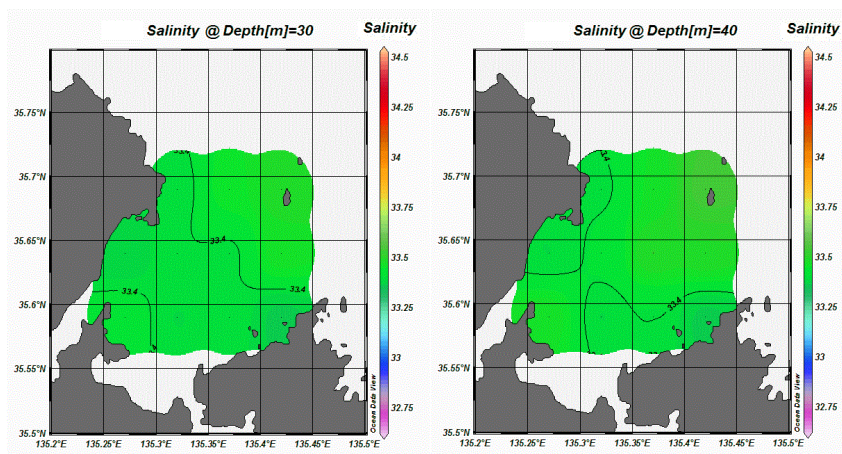 Salinity @ Depth[m]=30
Salinity
34.5
34.25
34
33.75
33.5
33.25
33
32.75
35.75°N
35.7°N
35.65°N
35.6°N
35.55°N
35.5°N
135.2°E
135.25°E
135.3°E
135.35°E
135.4°E
135.45°E
135.5°E
33.4
33.4
33.4
33.4
Ocean Data View
Salinity @ Depth[m]=40
Salinity
34.5
34.25
34
33.75
33.5
33.25
33
32.75
35.75°N
35.7°N
35.65°N
35.6°N
35.55°N
35.5°N
135.2°E
135.25°E
135.3°E
135.35°E
135.4°E
135.45°E
135.5°E
33.4
33.4
Ocean Data View